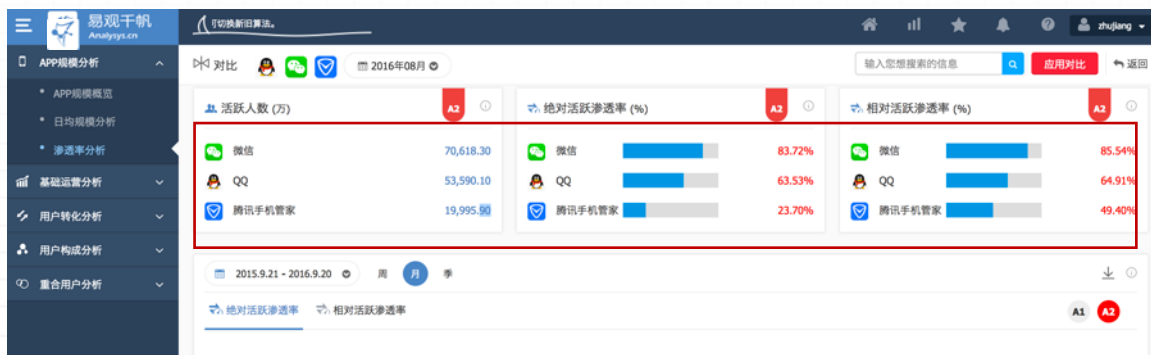 易观千帆
Analysys.cn
可切换新旧算法。
zhujiang
APP规模分析
APP规模概览
日均规模分析
渗透率分析
基础运营分析
用户转化分析
用户构成分析
重合用户分析
对比
2016年08月
输入您想搜索的信息
应用对比
返回
活跃人数 (万)
A2
微信 70,618.30
QQ 53,590.10
腾讯手机管家 19,995.90
绝对活跃渗透率 (%)
A2
微信 83.72%
QQ 63.53%
腾讯手机管家 23.70%
相对活跃渗透率 (%)
A2
微信 85.54%
QQ 64.91%
腾讯手机管家 49.40%
2015.9.21 - 2016.9.20 周 月 季
绝对活跃渗透率 相对活跃渗透率 A1 A2